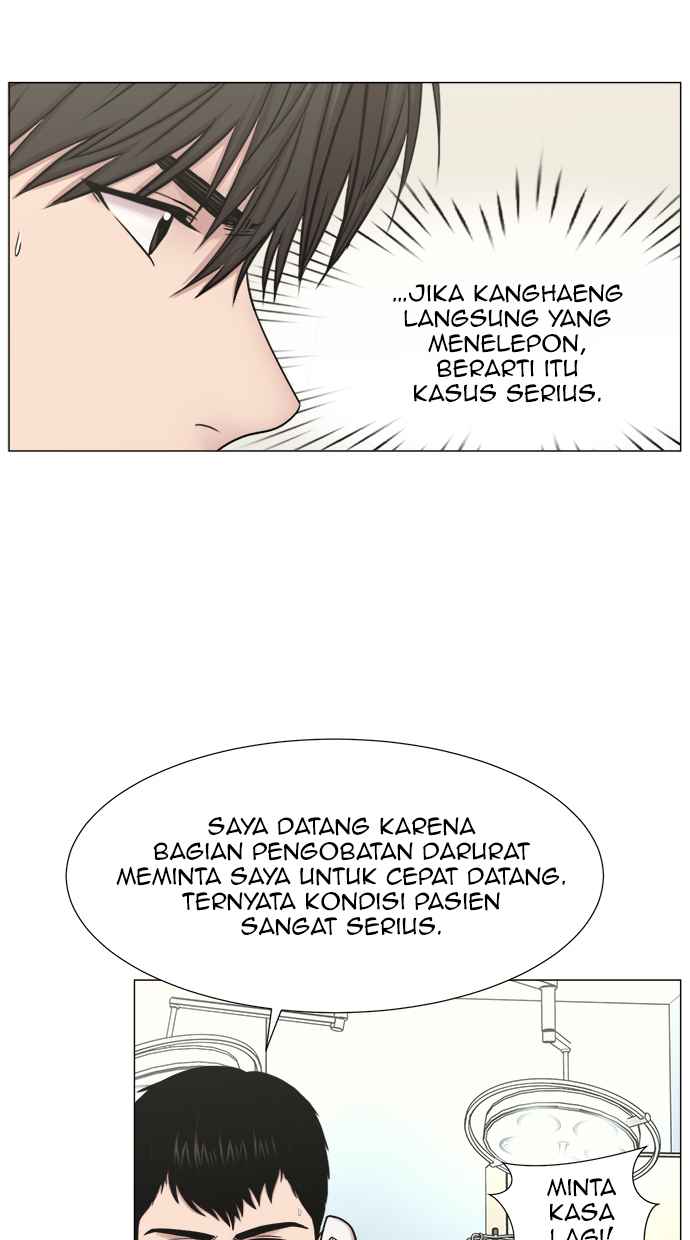 ...JIKA KANGHAENG
LANGSUNG YANG
MENELEPON,
BERARTI ITU
KASUS SERIUS.
SAYA DATANG KARENA
BAGIAN PENGOBATAN DARURAT
MEMINTA SAYA UNTUK CEPAT DATANG.
TERNYATA KONDISI PASIEN
SANGAT SERIUS.
MINTA
KASA
LAGI!